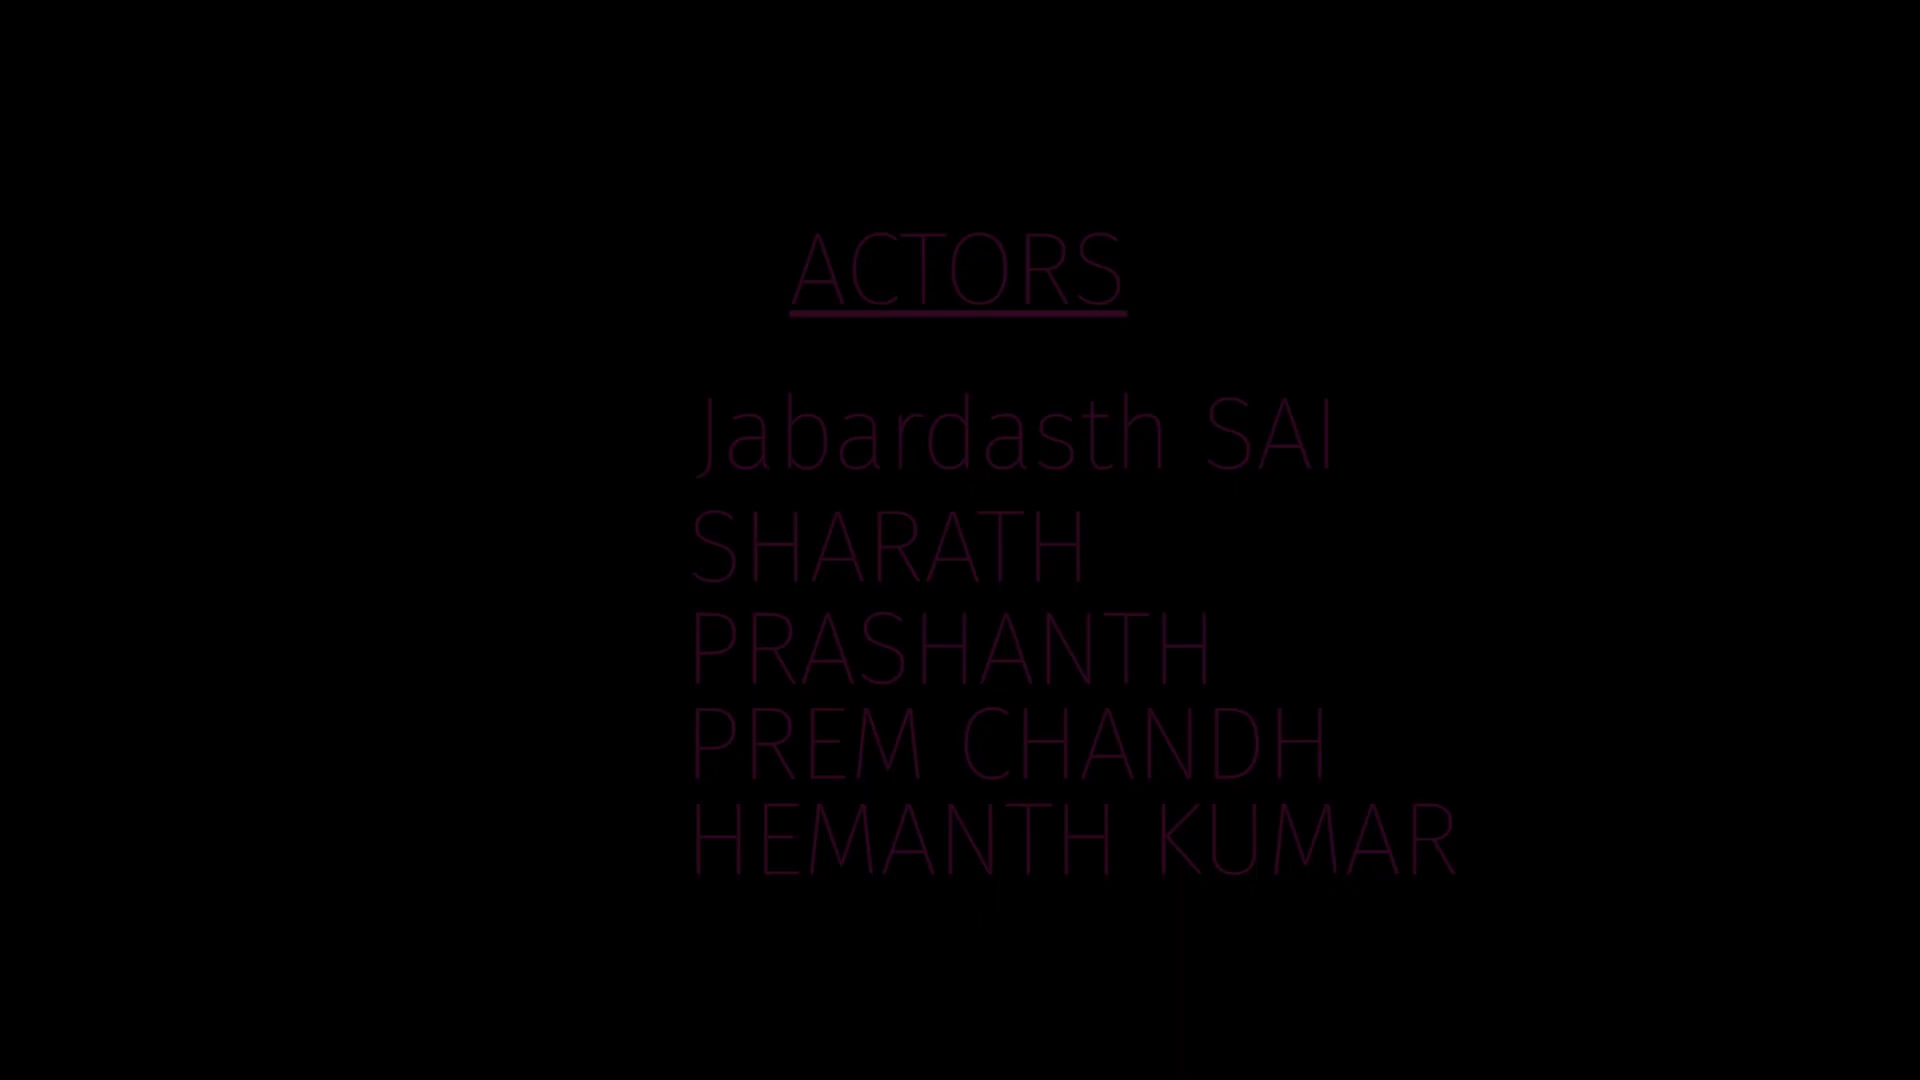 ACTORS
Jabardasth SAI
SHARATH
PRASHANTH
PREM CHANDH
HEMANTH KUMAR